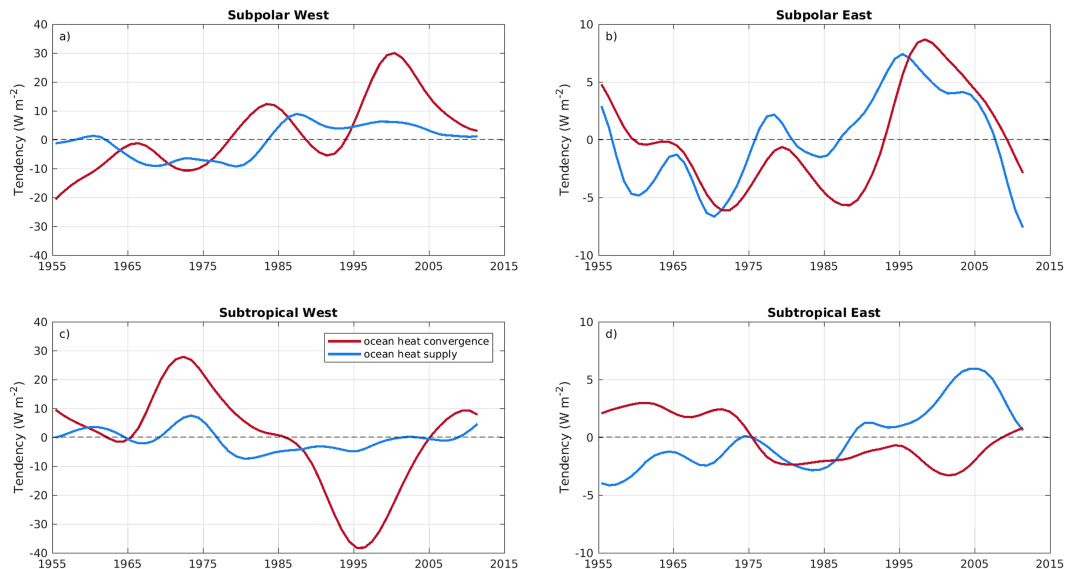 Subpolar West
a)
Tendency (W m⁻²)
40
30
20
10
0
-10
-20
-30
-40
1955 1965 1975 1985 1995 2005 2015
Subpolar East
b)
Tendency (W m⁻²)
10
5
0
-5
-10
1955 1965 1975 1985 1995 2005 2015
Subtropical West
c)
ocean heat convergence
ocean heat supply
Tendency (W m⁻²)
40
30
20
10
0
-10
-20
-30
-40
1955 1965 1975 1985 1995 2005 2015
Subtropical East
d)
Tendency (W m⁻²)
10
5
0
-5
-10
1955 1965 1975 1985 1995 2005 2015